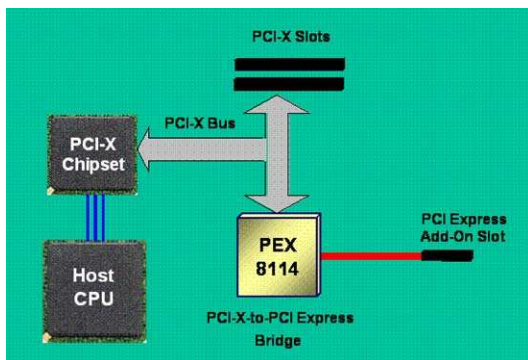 PCI-X Slots
PCI-X Bus
PCI-X
Chipset
PEX
8114
PCI Express
Add-On Slot
Host
CPU
PCI-X-to-PCI Express
Bridge